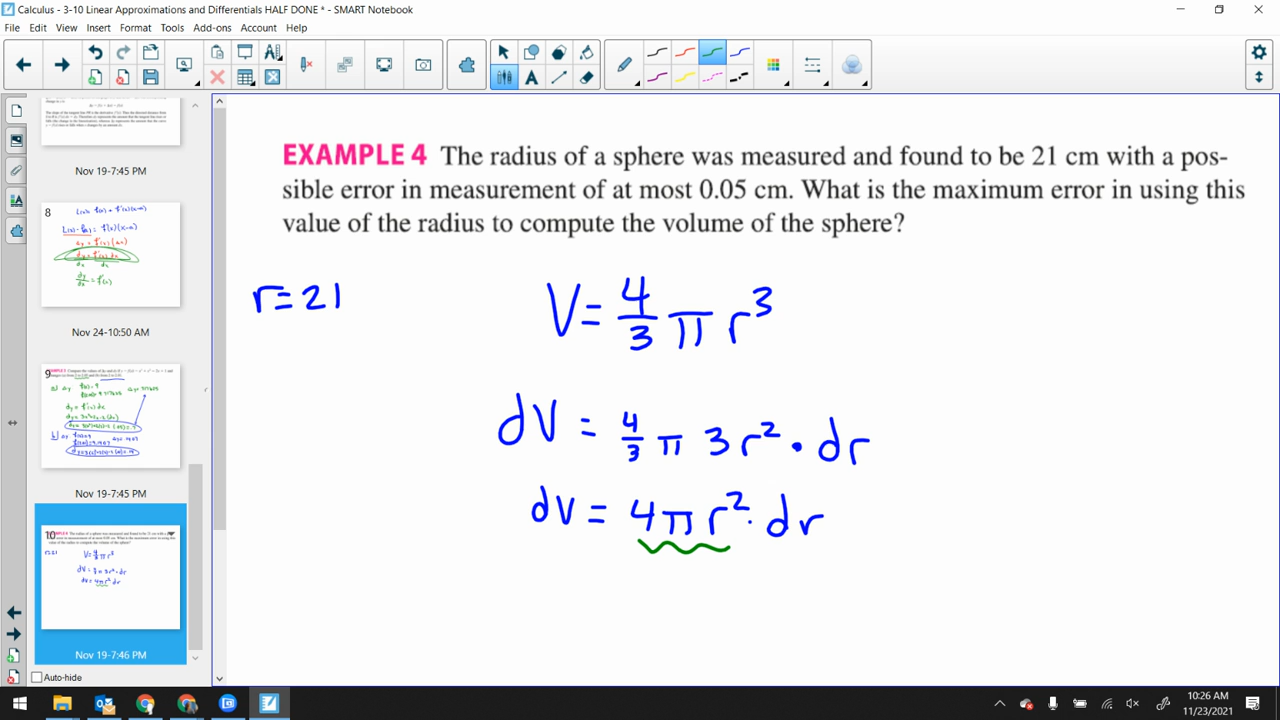 Calculus - 3-10 Linear Approximations and Differentials HALF DONE * - SMART Notebook
File Edit View Insert Format Tools Add-ons Account Help
Nov 19-7:45 PM
8
Nov 24-10:50 AM
9
Nov 19-7:45 PM
10
Nov 19-7:46 PM
Auto-hide
EXAMPLE 4 The radius of a sphere was measured and found to be 21 cm with a pos-
sible error in measurement of at most 0.05 cm. What is the maximum error in using this
value of the radius to compute the volume of the sphere?
r=21
V= 4/3 π r³
dV = 4/3 π 3r² • dr
dV = 4πr² · dr
10:26 AM
11/23/2021